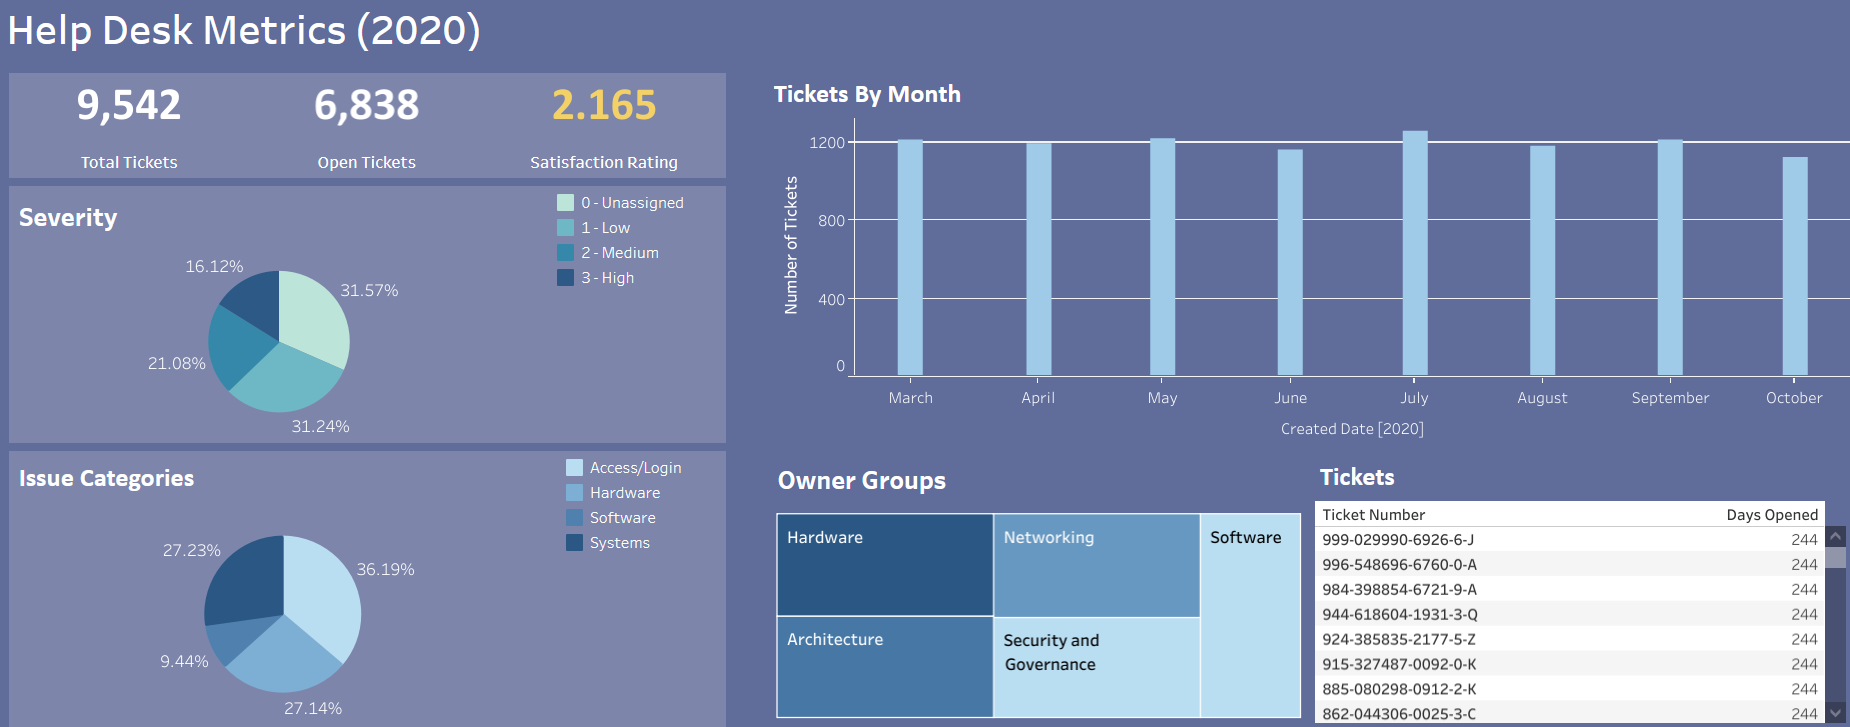 Help Desk Metrics (2020)
9,542
6,838
2.165
Total Tickets
Open Tickets
Satisfaction Rating
Severity
0 - Unassigned
1 - Low
2 - Medium
3 - High
16.12%
31.57%
21.08%
31.24%
Issue Categories
Access/Login
Hardware
Software
Systems
27.23%
36.19%
9.44%
27.14%
Tickets By Month
Number of Tickets
1200
800
400
0
March
April
May
June
July
August
September
October
Created Date [2020]
Owner Groups
Hardware
Networking
Software
Architecture
Security and
Governance
Tickets
Ticket Number Days Opened
999-029990-6926-6-J 244
996-548696-6760-0-A 244
984-398854-6721-9-A 244
944-618604-1931-3-Q 244
924-385835-2177-5-Z 244
915-327487-0092-0-K 244
885-080298-0912-2-K 244
862-044306-0025-3-C 244